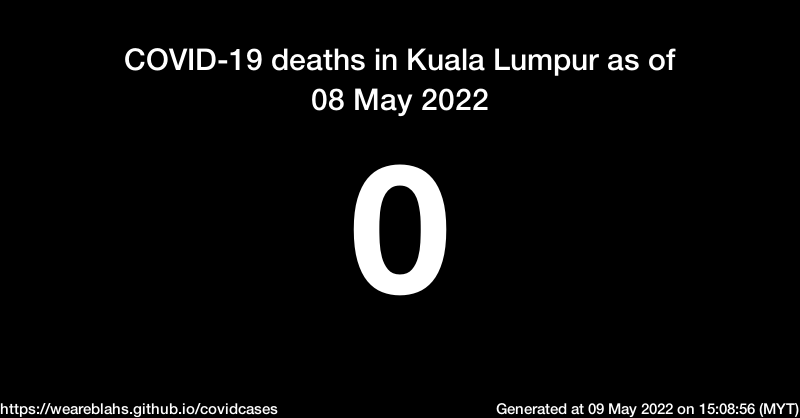 COVID-19 deaths in Kuala Lumpur as of
08 May 2022
0
https://weareblahs.github.io/covidcases
Generated at 09 May 2022 on 15:08:56 (MYT)